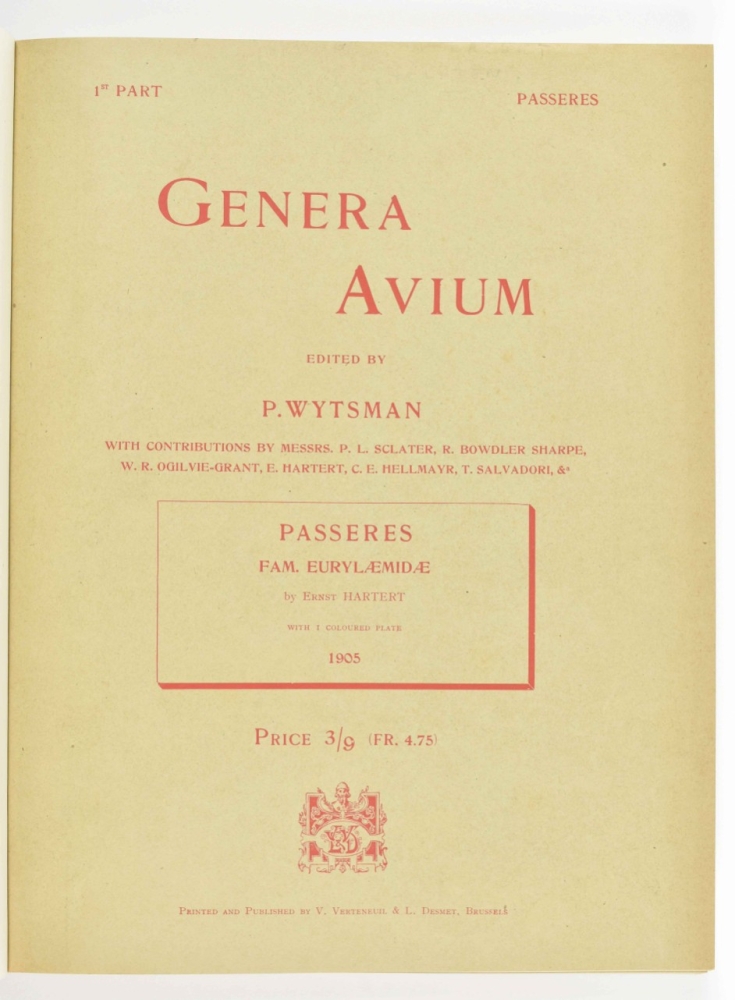 1ST PART
PASSERES
GENERA
AVIUM
EDITED BY
P. WYTSMAN
WITH CONTRIBUTIONS BY MESSRS. P. L. SCLATER, R. BOWDLER SHARPE,
W. R. OGILVIE-GRANT, E. HARTERT, C. E. HELLMAYR, T. SALVADORI, &a
PASSERES
FAM. EURYLÆMIDÆ
by ERNST HARTERT
WITH 1 COLOURED PLATE
1905
PRICE 3/9 (FR. 4.75)
PRINTED AND PUBLISHED BY V. VERTENEUIL & L. DESMET, BRUSSELS